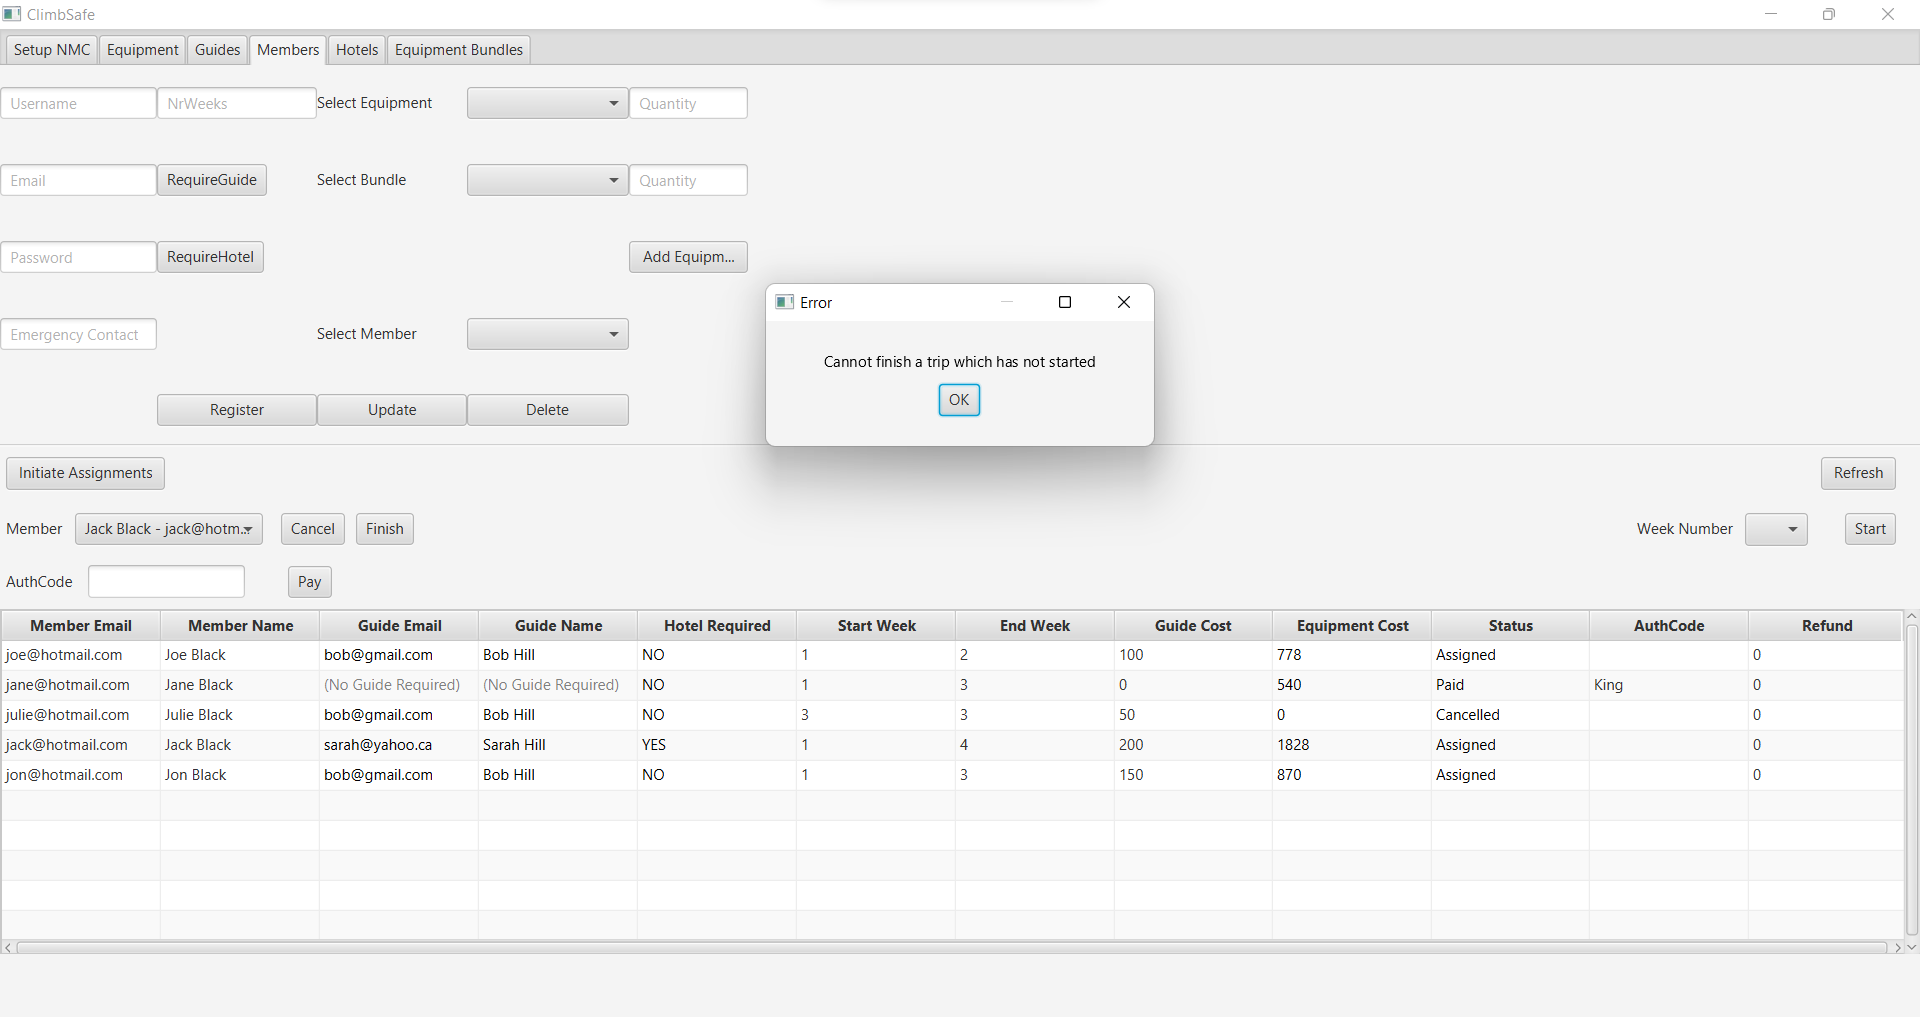 ClimbSafe
Setup NMC Equipment Guides Members Hotels Equipment Bundles
Username NrWeeks Select Equipment Quantity
Email RequireGuide Select Bundle Quantity
Password RequireHotel Add Equipm...
Emergency Contact Select Member
Register Update Delete
Error
Cannot finish a trip which has not started
OK
Initiate Assignments Refresh
Member Jack Black - jack@hotm... Cancel Finish Week Number Start
AuthCode Pay
Member Email Member Name Guide Email Guide Name Hotel Required Start Week End Week Guide Cost Equipment Cost Status AuthCode Refund
joe@hotmail.com Joe Black bob@gmail.com Bob Hill NO 1 2 100 778 Assigned 0
jane@hotmail.com Jane Black (No Guide Required) (No Guide Required) NO 1 3 0 540 Paid King 0
julie@hotmail.com Julie Black bob@gmail.com Bob Hill NO 3 3 50 0 Cancelled 0
jack@hotmail.com Jack Black sarah@yahoo.ca Sarah Hill YES 1 4 200 1828 Assigned 0
jon@hotmail.com Jon Black bob@gmail.com Bob Hill NO 1 3 150 870 Assigned 0